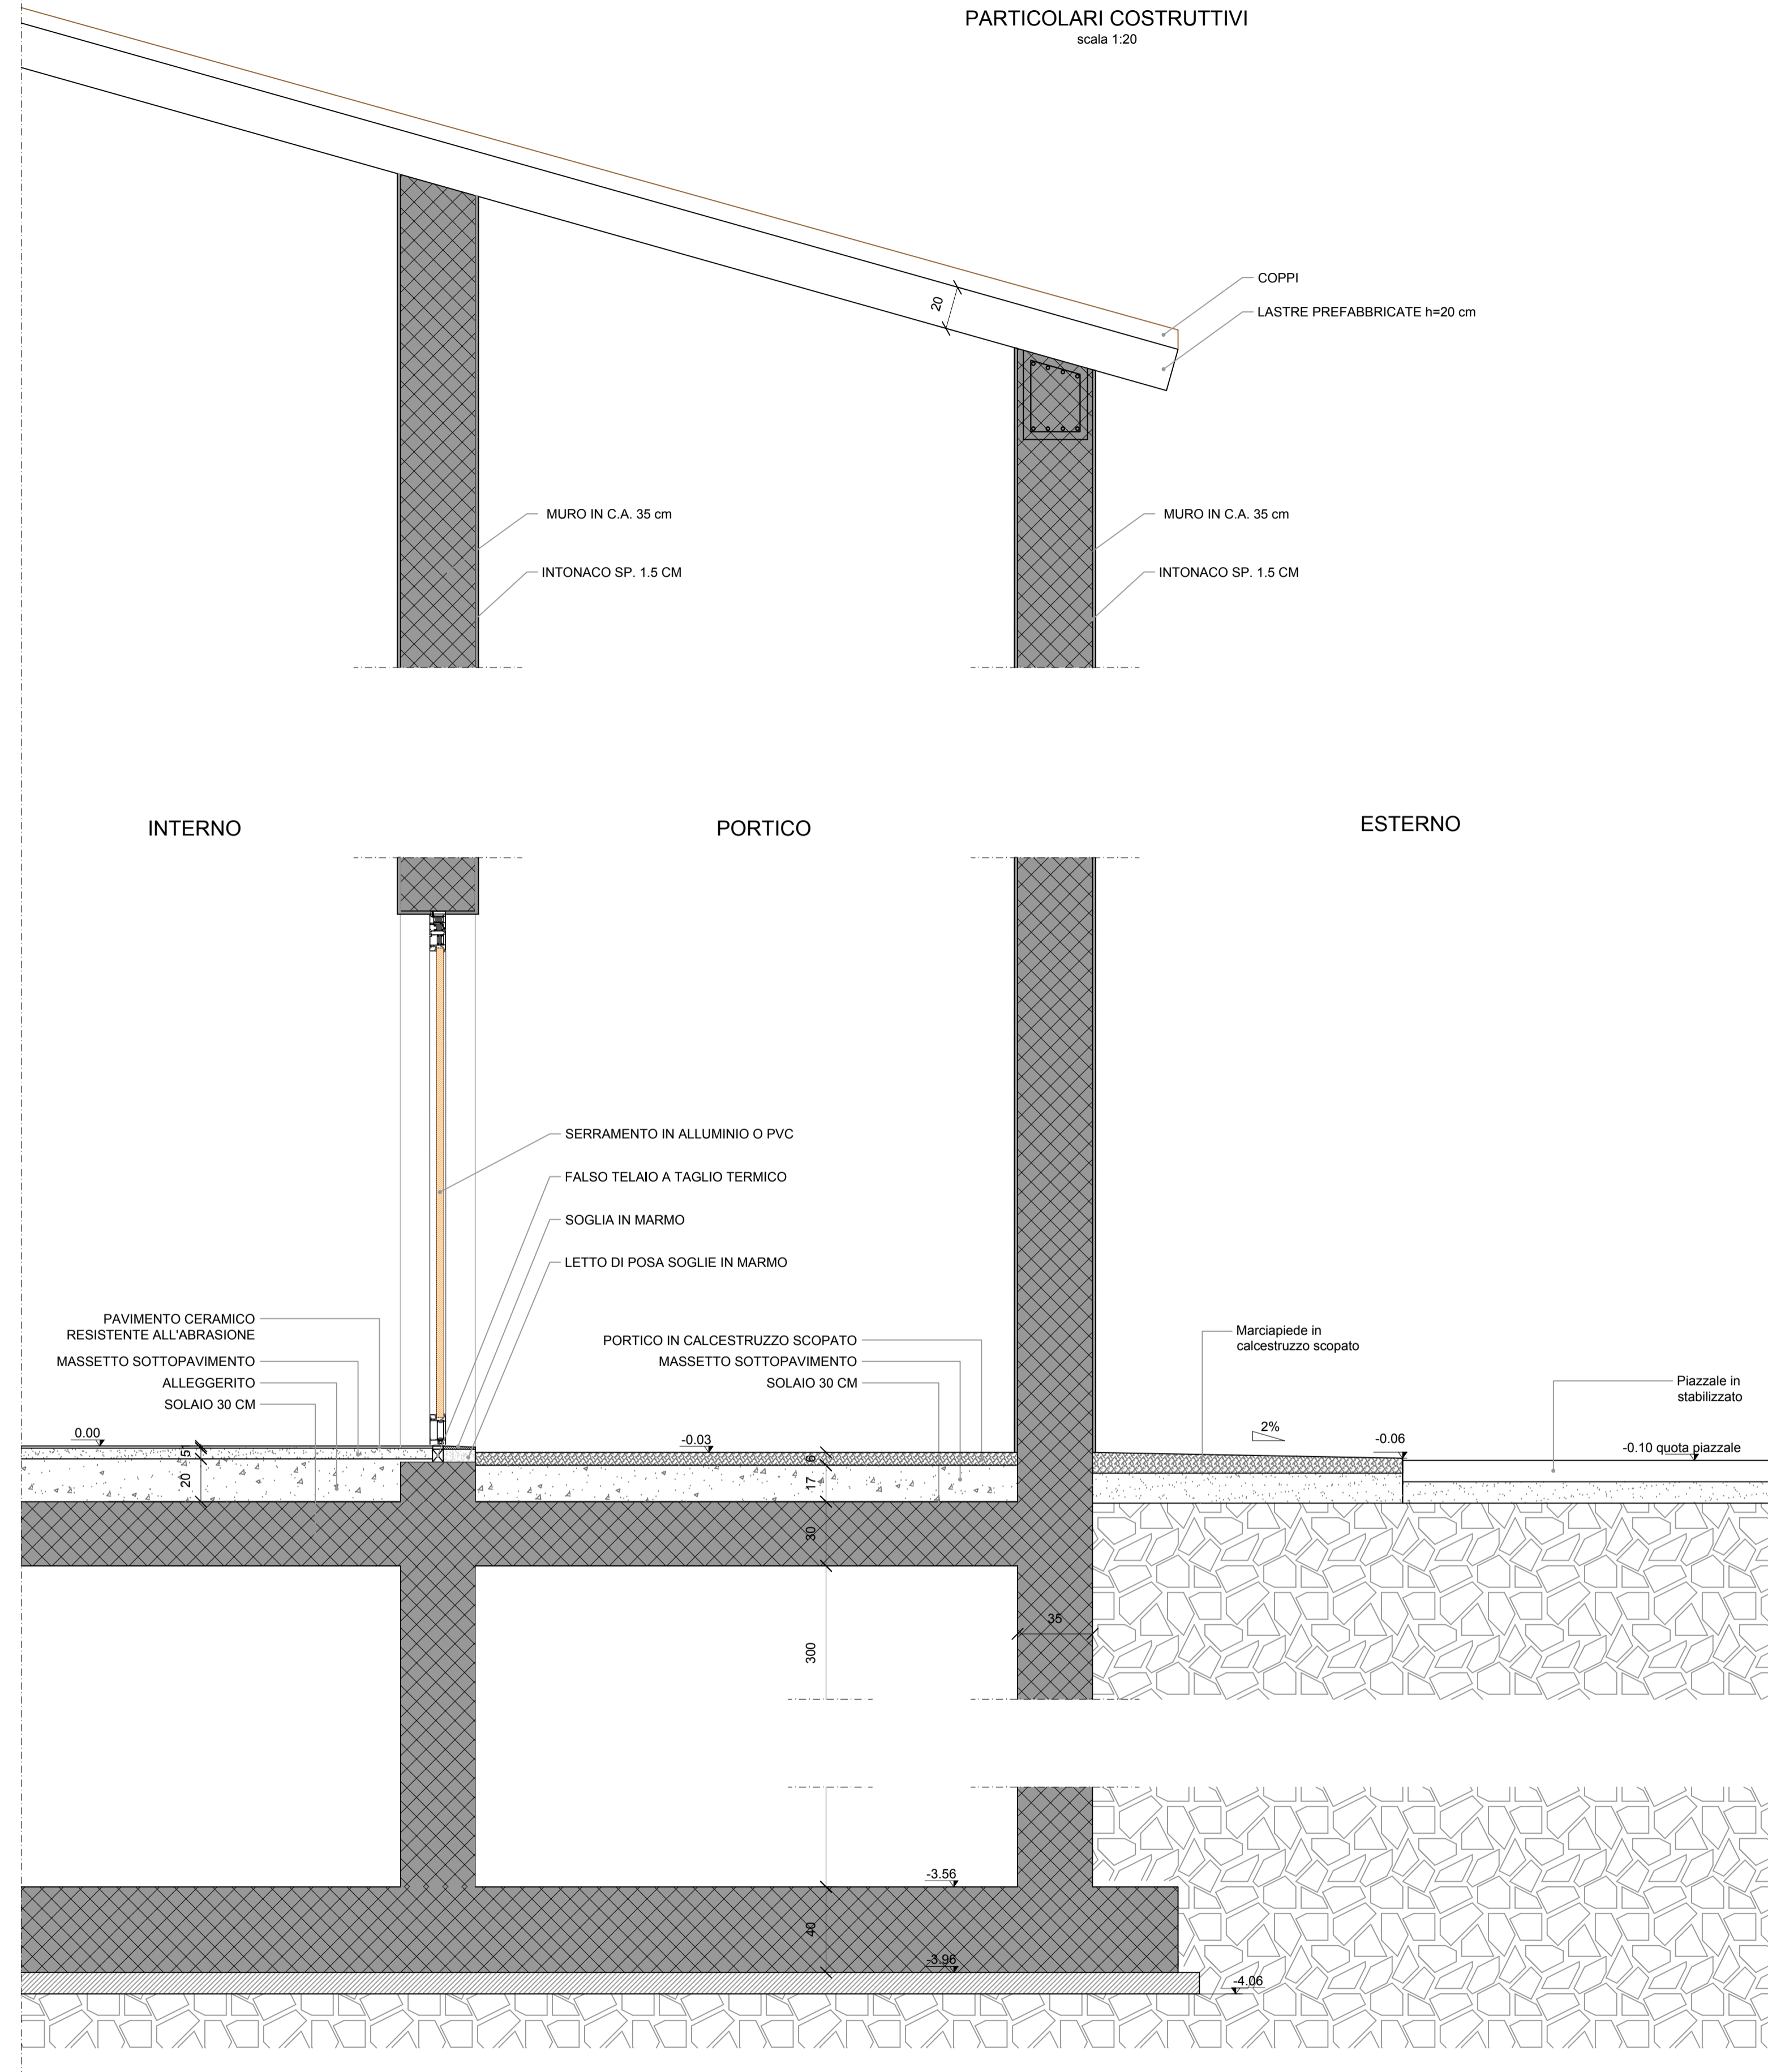 PARTICOLARI COSTRUTTIVI
scala 1:20
COPPI
20
LASTRE PREFABBRICATE h=20 cm
MURO IN C.A. 35 cm
MURO IN C.A. 35 cm
INTONACO SP. 1.5 CM
INTONACO SP. 1.5 CM
INTERNO
PORTICO
ESTERNO
SERRAMENTO IN ALLUMINIO O PVC
FALSO TELAIO A TAGLIO TERMICO
SOGLIA IN MARMO
LETTO DI POSA SOGLIE IN MARMO
PAVIMENTO CERAMICO
RESISTENTE ALL'ABRASIONE
MASSETTO SOTTOPAVIMENTO
ALLEGGERITO
SOLAIO 30 CM
PORTICO IN CALCESTRUZZO SCOPATO
MASSETTO SOTTOPAVIMENTO
SOLAIO 30 CM
Marciapiede in
calcestruzzo scopato
Piazzale in
stabilizzato
0.00
-0.03
2%
-0.06
-0.10 quota piazzale
1
5
20
6
17
30
300
35
-3.56
40
-3.96
-4.06